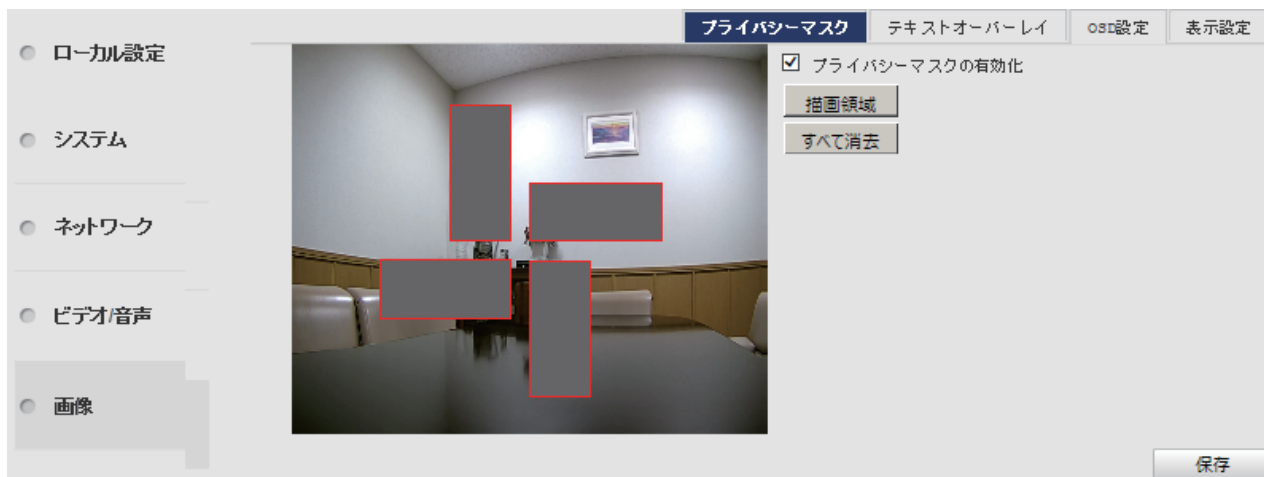 プライバシーマスク テキストオーバーレイ OSD設定 表示設定
ローカル設定
システム
ネットワーク
ビデオ/音声
画像
プライバシーマスクの有効化
描画領域
すべて消去
保存